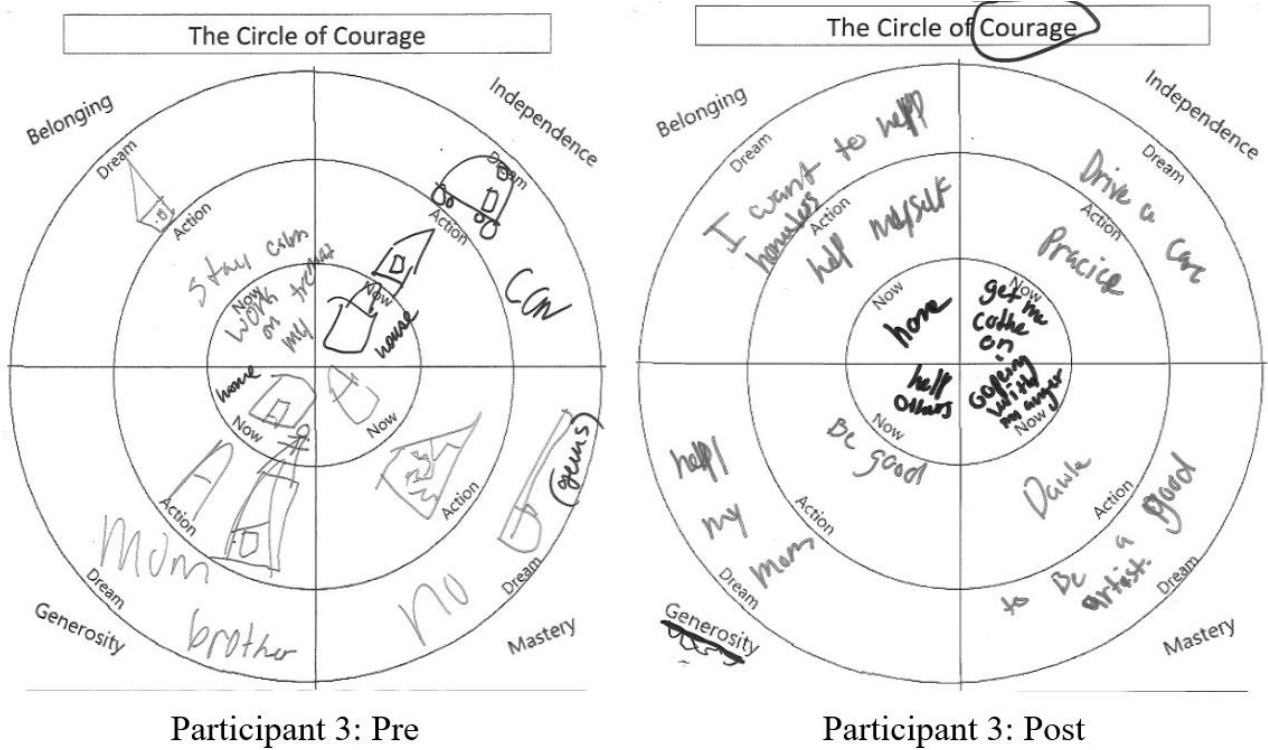 The Circle of Courage
Belonging
Independence
Dream
Dream
Action
Action
stay calm
work
on
my
Now
Now
house
car
home
Now
Now
Action
Action
mom
brother
no
(gems)
Dream
Dream
Generosity
Mastery
Participant 3: Pre
The Circle of Courage
Belonging
Independence
Dream
Dream
I want to help
homeless
Drive a car
Action
Action
help myself
Now
Now
home
get me
on
help
others
with
anger
Now
Now
Be good
Action
Action
help
my
mom
to Be a good
artist.
Dream
Dream
Generosity
Mastery
Participant 3: Post